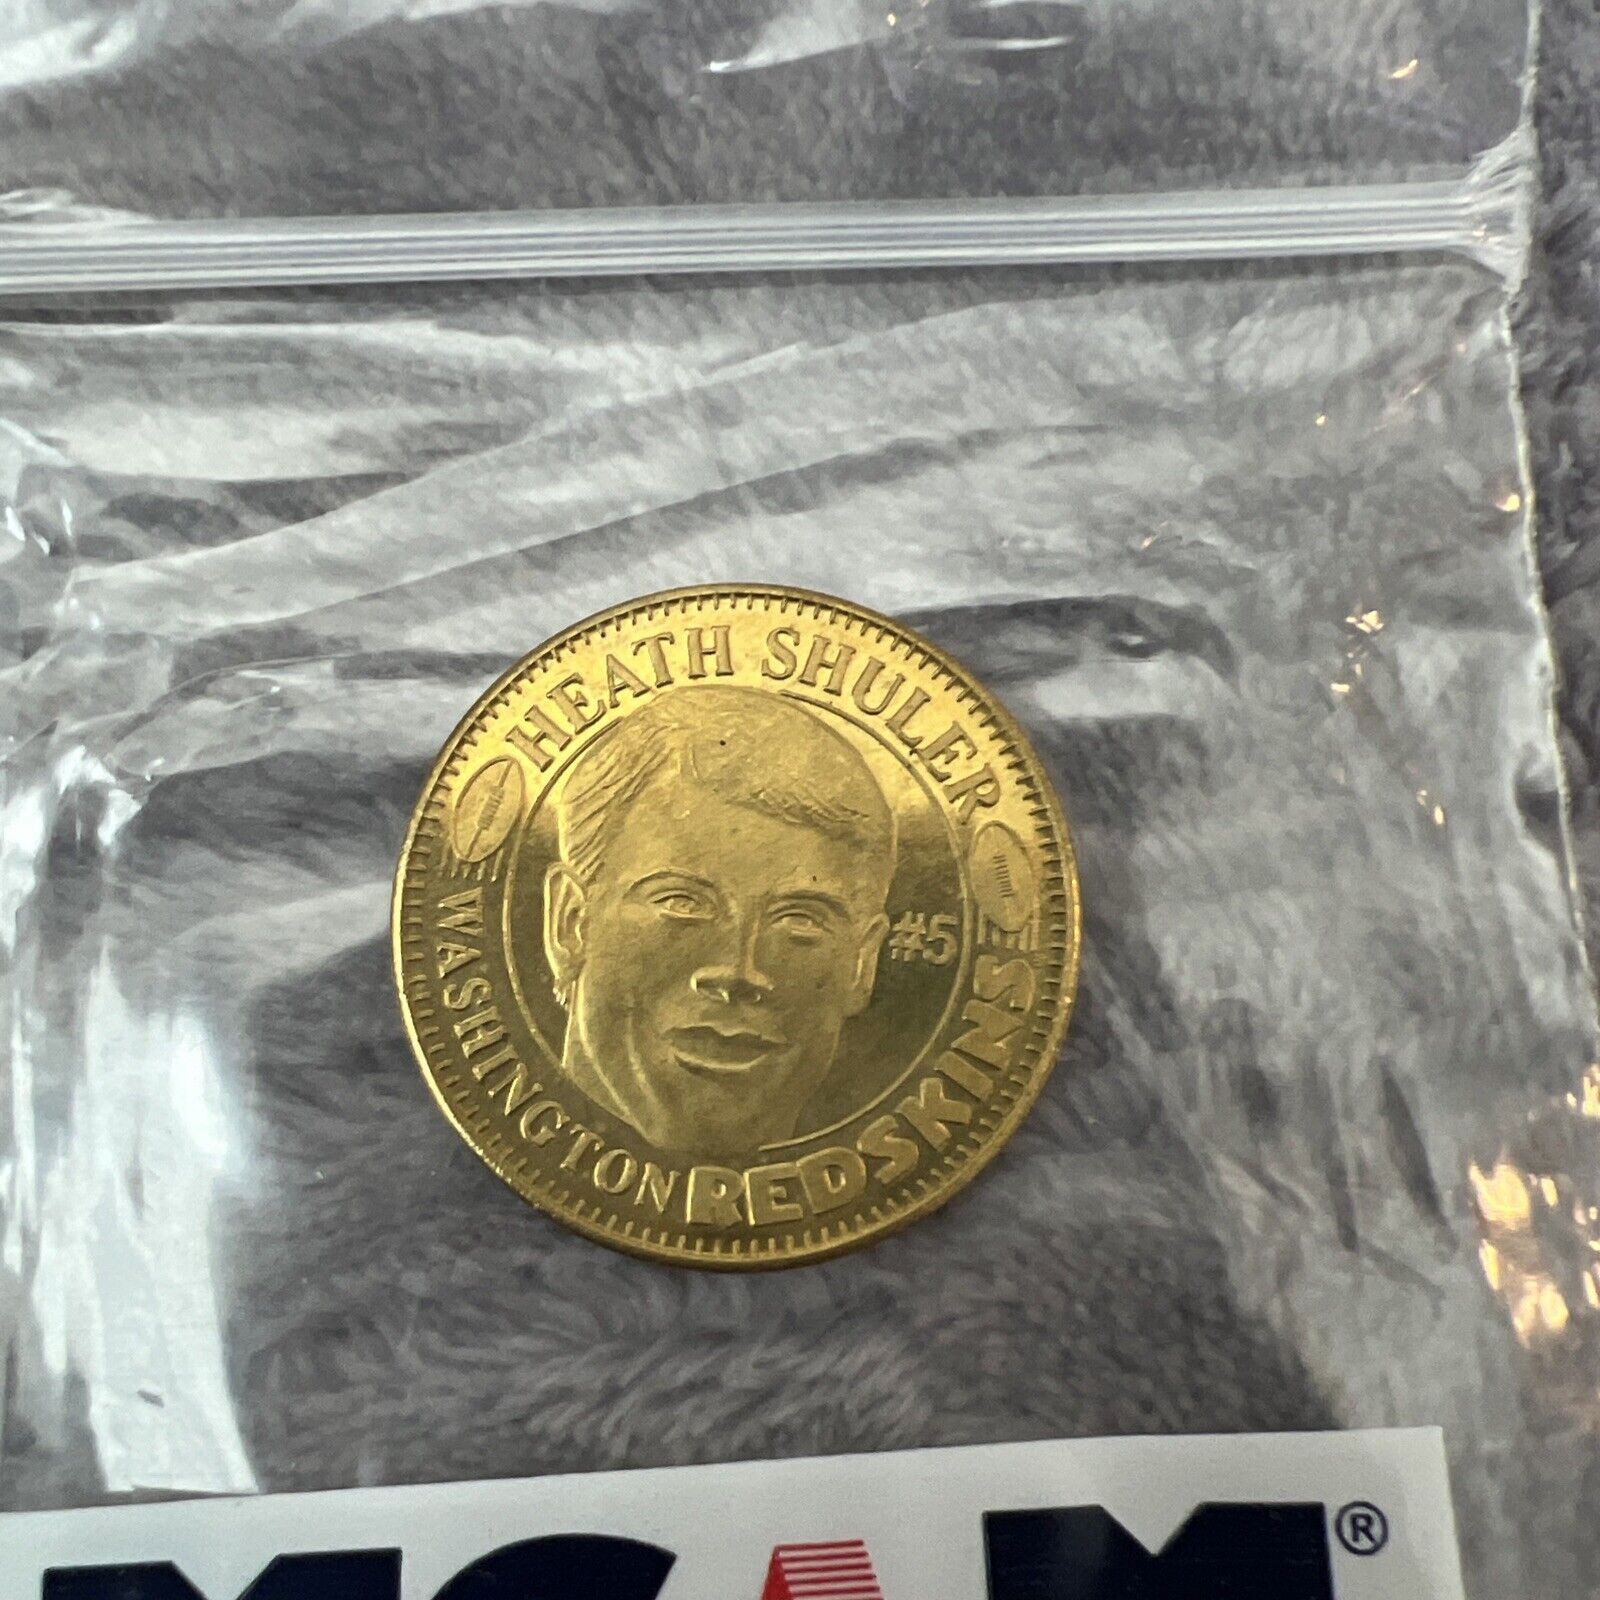 HEATH SHULER
#5
WASHINGTON REDSKINS
®